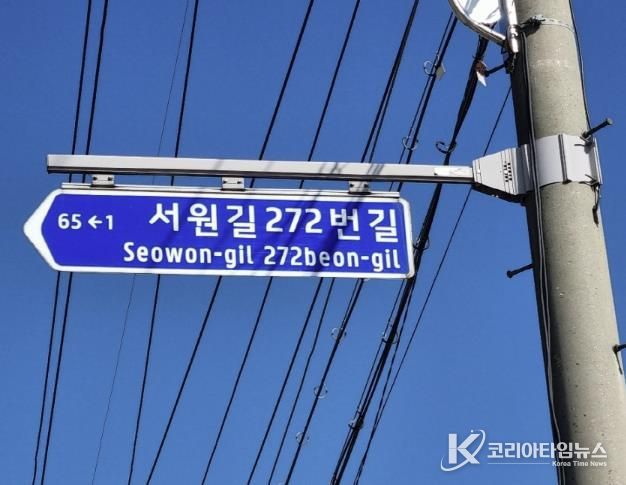 65 ←1 서원길 272번길
Seowon-gil 272beon-gil
K 코리아타임뉴스
Korea Time News